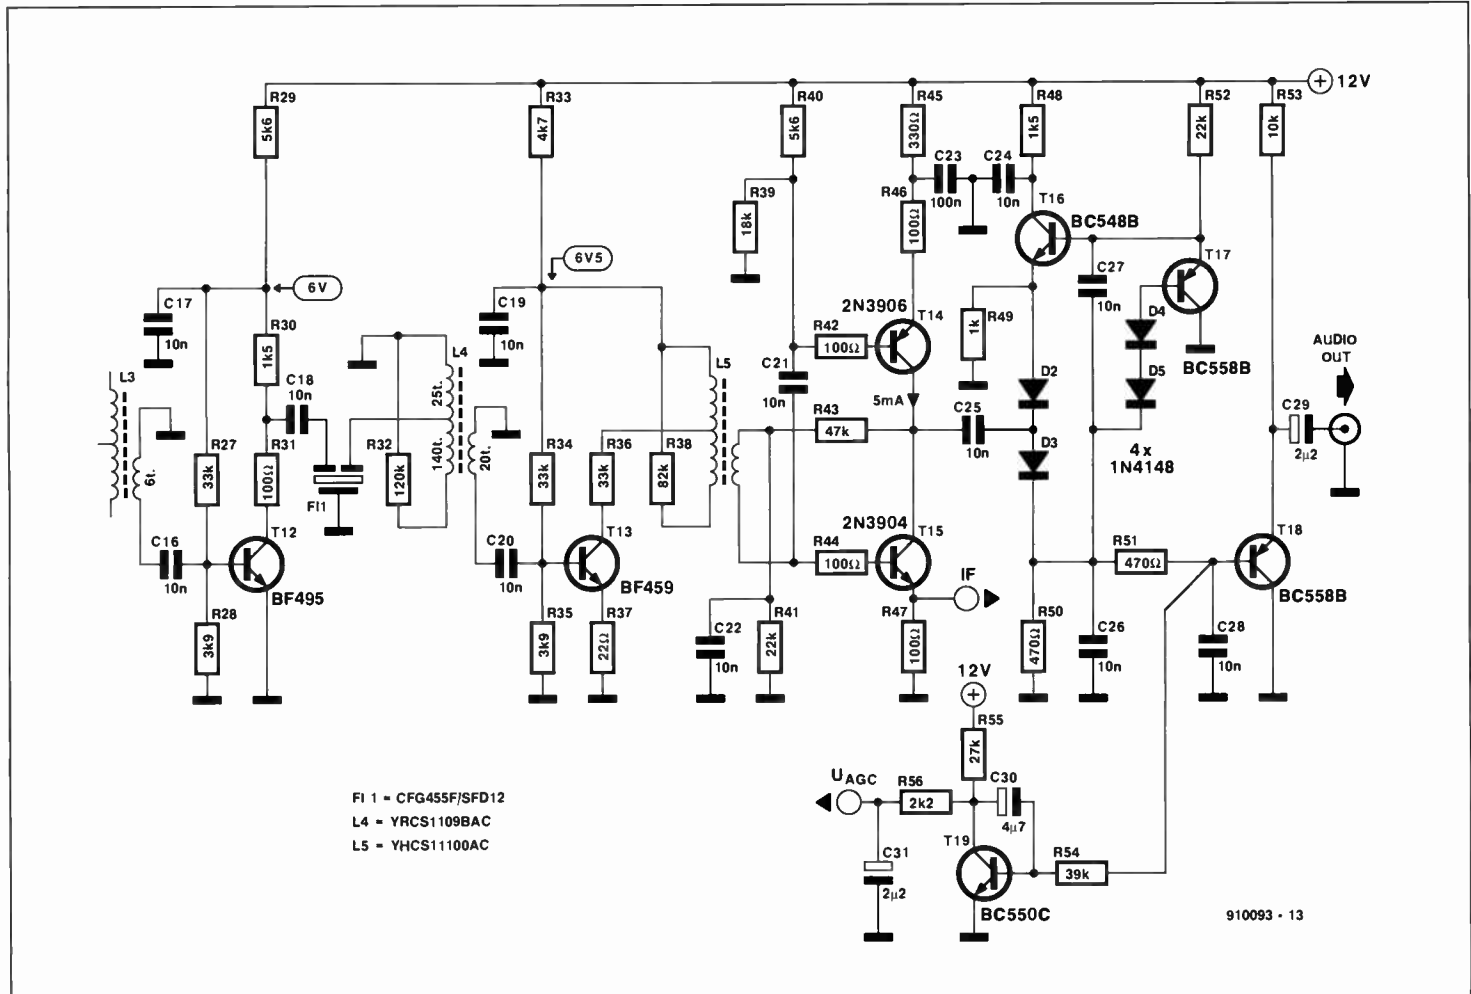 R29
5k6
R33
4k7
R40
5k6
R45
330Ω
R48
1k5
R52
22k
R53
10k
12V
C23
100n
C24
10n
R39
18k
R46
100Ω
T16
BC548B
T17
BC558B
6V5
6V
C17
10n
R30
1k5
C19
10n
C27
10n
2N3906
T14
R49
1k
D4
D5
AUDIO
OUT
L3
6t.
C18
10n
L4
25t.
140t.
20t.
L5
R42
100Ω
C21
10n
5mA
D2
R27
33k
R31
100Ω
R32
120k
R34
33k
R36
33k
R38
82k
R43
47k
C25
10n
D3
4x
1N4148
C29
2µ2
FI1
T12
BF495
C16
10n
C20
10n
T13
BF459
2N3904
T15
R44
100Ω
IF
R51
470Ω
T18
BC558B
R28
3k9
R35
3k9
R37
22Ω
C22
10n
R41
22k
R47
100Ω
R50
470Ω
C26
10n
C28
10n
12V
R55
27k
UAGC
R56
2k2
C30
4µ7
C31
2µ2
T19
BC550C
R54
39k
FI 1 = CFG455F/SFD12
L4 = YRCS1109BAC
L5 = YHCS11100AC
910093 - 13